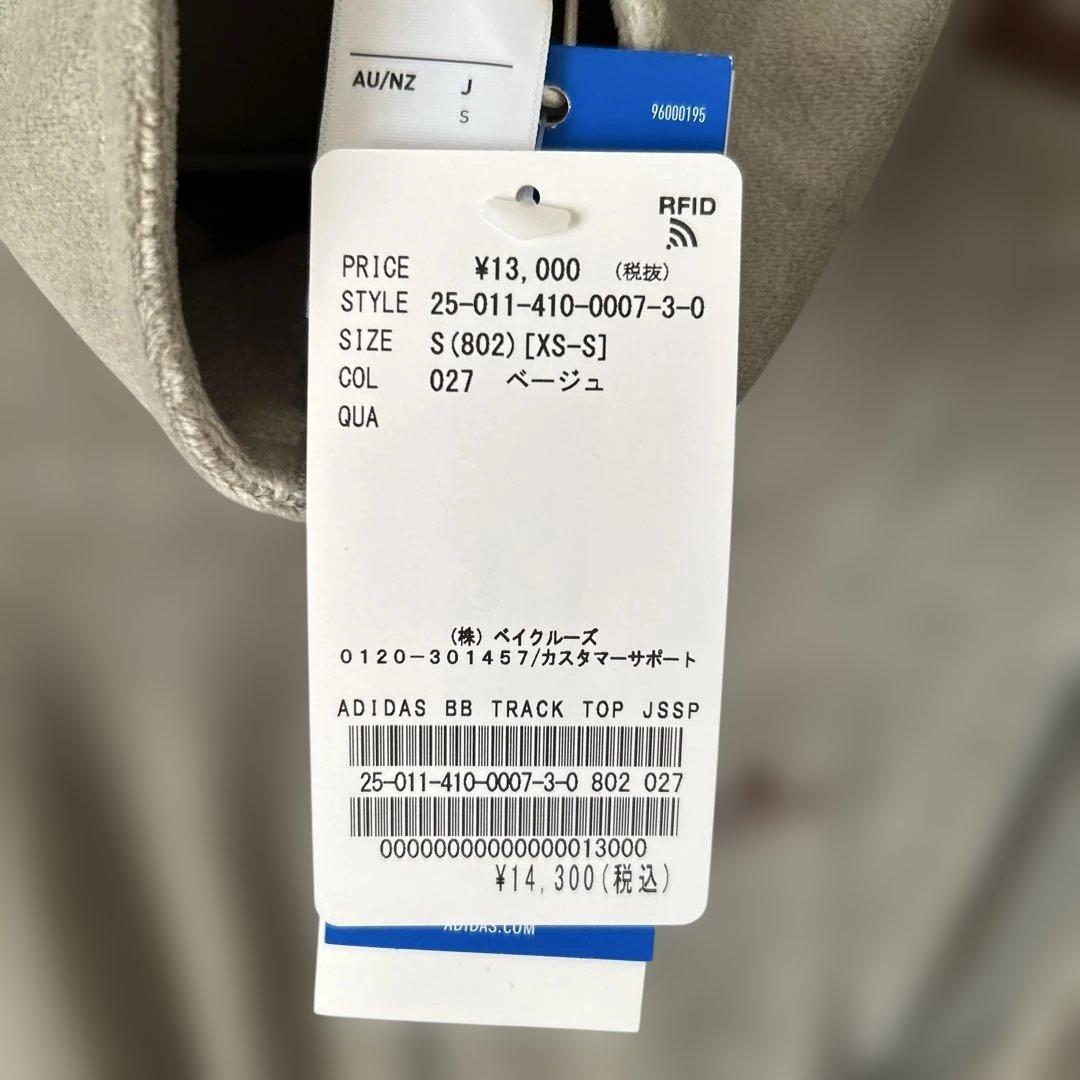 AU/NZ J
S
96000195
RFID
PRICE ¥13,000 (税抜)
STYLE 25-011-410-0007-3-0
SIZE S(802)[XS-S]
COL 027 ベージュ
QUA
(株)ベイクルーズ
0120-301457/カスタマーサポート
ADIDAS BB TRACK TOP JSSP
25-011-410-0007-3-0 802 027
00000000000000013000
¥14,300(税込)
ADIDAS.COM